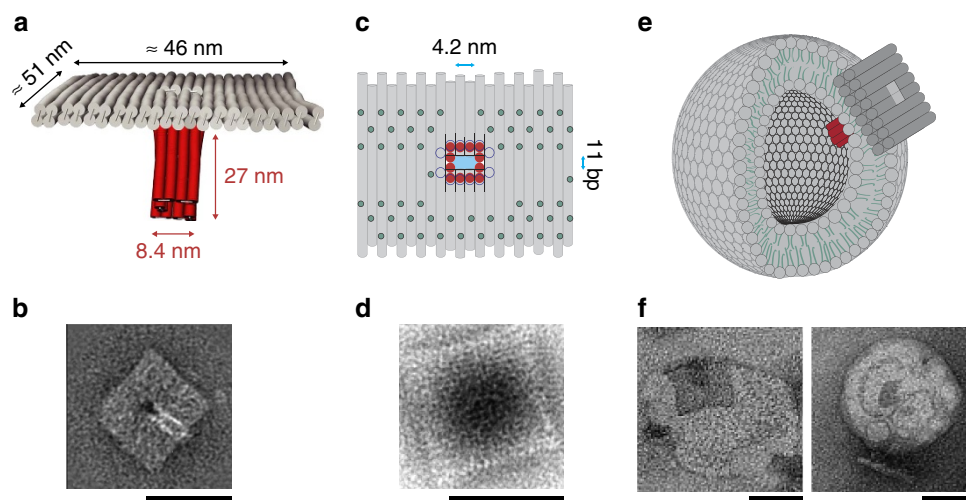 a
≈ 46 nm
≈ 51 nm
27 nm
8.4 nm
c
4.2 nm
11 bp
e
b
d
f